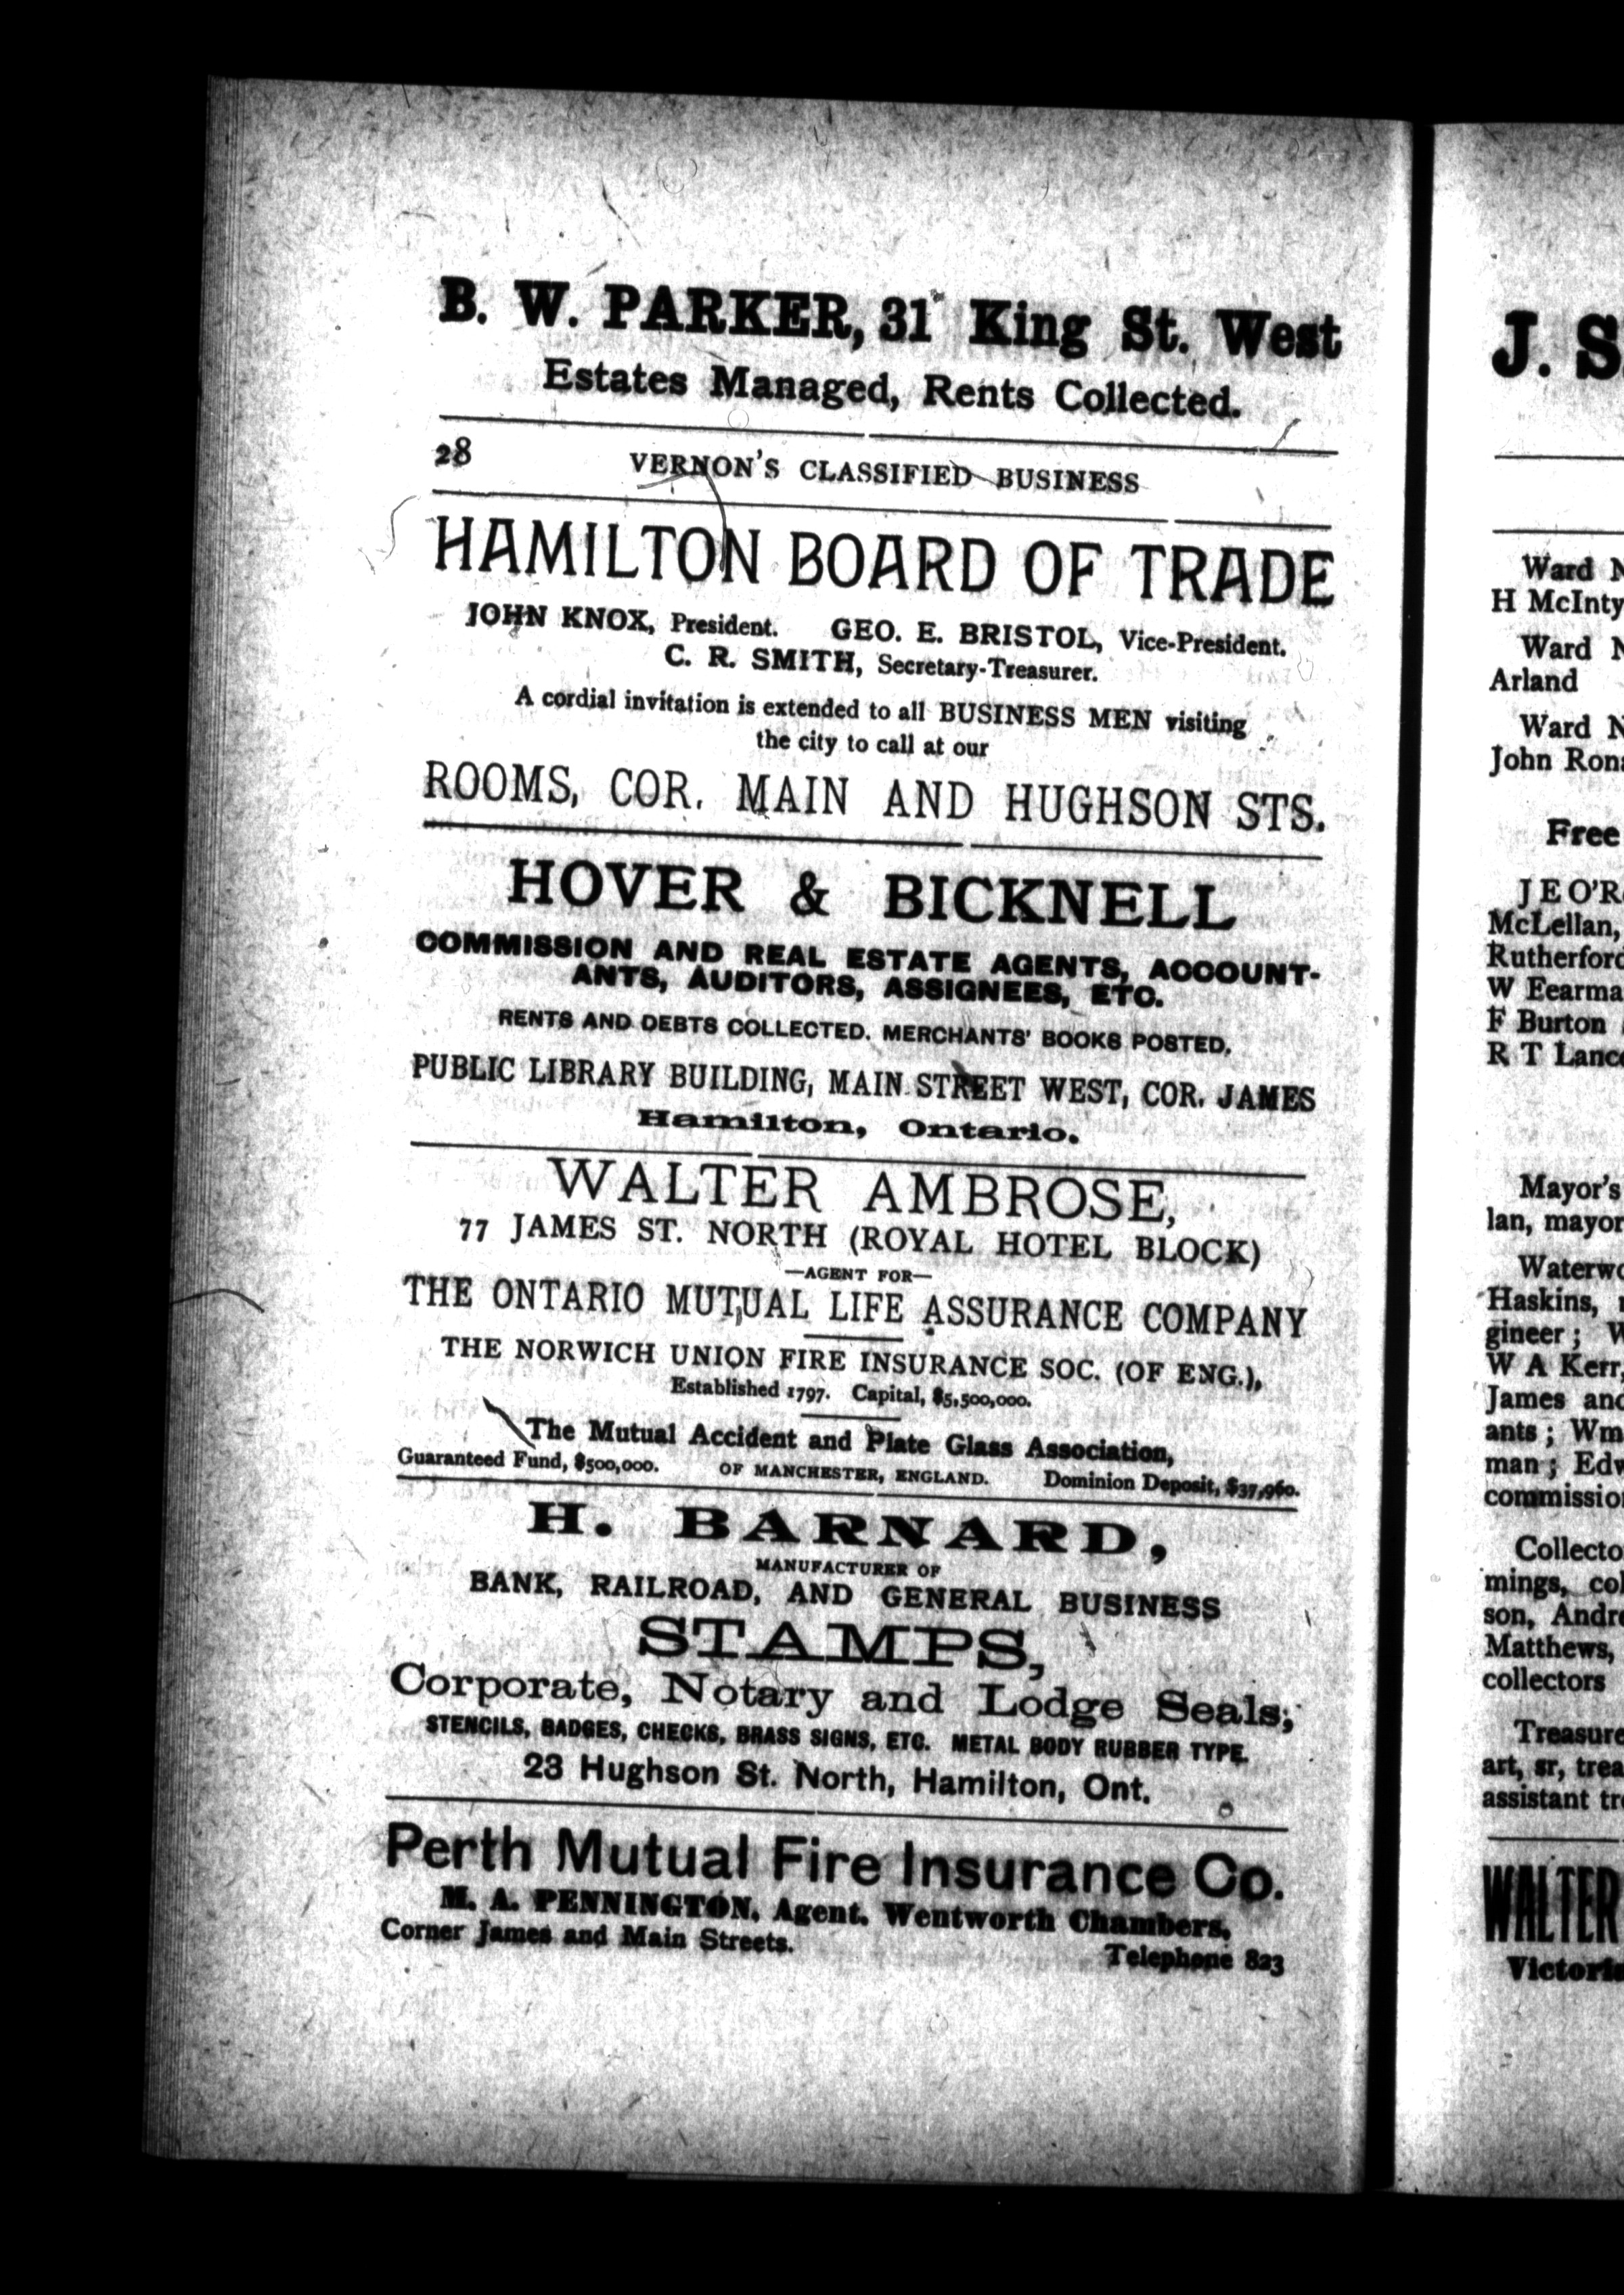 B. W. PARKER, 31 King St. West
Estates Managed, Rents Collected.
28 VERNON'S CLASSIFIED BUSINESS
HAMILTON BOARD OF TRADE
JOHN KNOX, President. GEO. E. BRISTOL, Vice-President.
C. R. SMITH, Secretary-Treasurer.
A cordial invitation is extended to all BUSINESS MEN visiting
the city to call at our
ROOMS, COR. MAIN AND HUGHSON STS.
HOVER & BICKNELL
COMMISSION AND REAL ESTATE AGENTS, ACCOUNT-
ANTS, AUDITORS, ASSIGNEES, ETC.
RENTS AND DEBTS COLLECTED. MERCHANTS' BOOKS POSTED.
PUBLIC LIBRARY BUILDING, MAIN STREET WEST, COR. JAMES
Hamilton, Ontario.
WALTER AMBROSE,
77 JAMES ST. NORTH (ROYAL HOTEL BLOCK)
—AGENT FOR—
THE ONTARIO MUTUAL LIFE ASSURANCE COMPANY
THE NORWICH UNION FIRE INSURANCE SOC. (OF ENG.),
Established 1797. Capital, $5,500,000.
The Mutual Accident and Plate Glass Association,
Guaranteed Fund, $500,000. OF MANCHESTER, ENGLAND. Dominion Deposit, $37,960.
H. BARNARD,
MANUFACTURER OF
BANK, RAILROAD, AND GENERAL BUSINESS
STAMPS,
Corporate, Notary and Lodge Seals,
STENCILS, BADGES, CHECKS, BRASS SIGNS, ETC. METAL BODY RUBBER TYPE.
23 Hughson St. North, Hamilton, Ont.
Perth Mutual Fire Insurance Co.
M. A. PENNINGTON, Agent, Wentworth Chambers,
Corner James and Main Streets. Telephone 823
J. S.
Ward N
H McInty
Ward N
Arland
Ward N
John Rona
Free
J E O'R
McLellan,
Rutherford
W Eearma
F Burton
R T Lance
Mayor's
lan, mayor
Waterwo
Haskins,
gineer; W
W A Kerr,
James and
ants; Wm
man; Edw
commission
Collecto
mings, col
son, Andre
Matthews,
collectors
Treasure
art, sr, trea
assistant tre
WALTER
Victoria